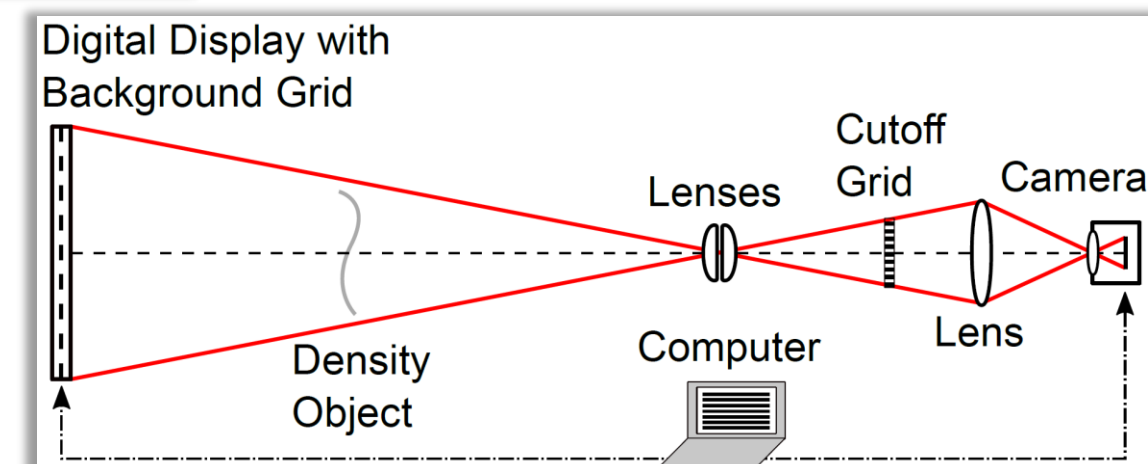 Digital Display with
Background Grid
Cutoff
Grid
Camera
Lenses
Density
Object
Computer
Lens